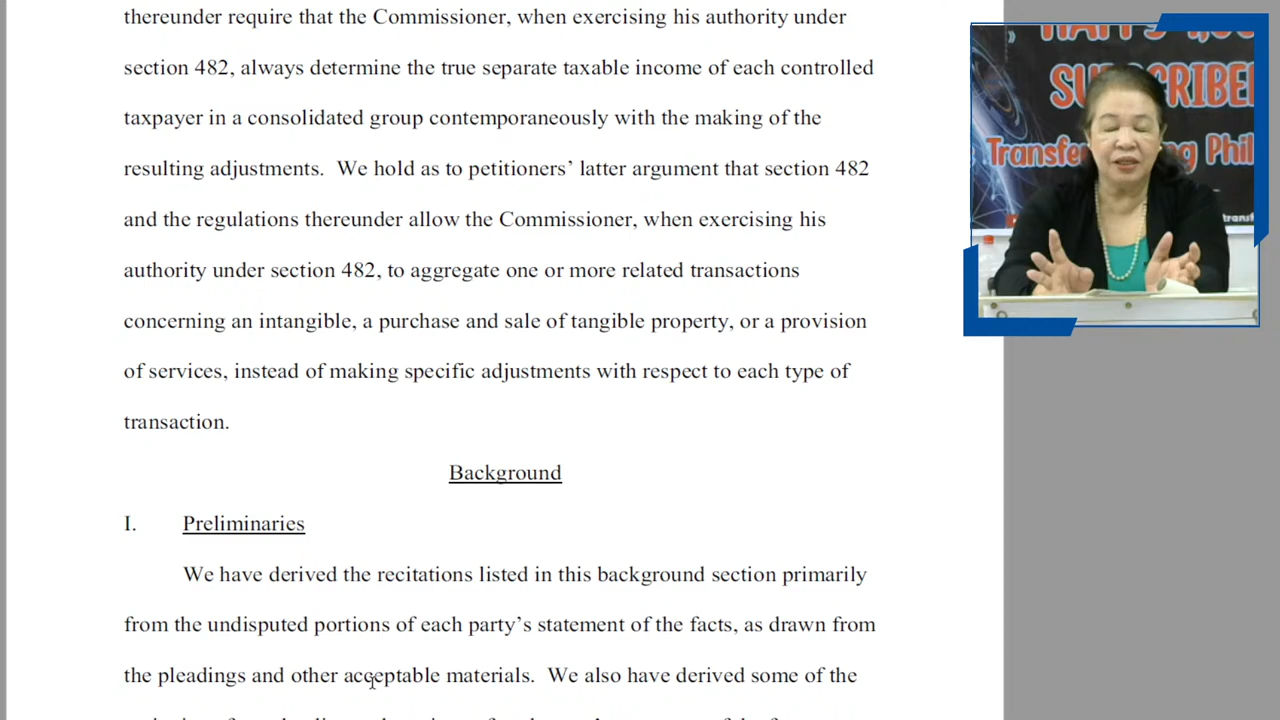 thereunder require that the Commissioner, when exercising his authority under
section 482, always determine the true separate taxable income of each controlled
taxpayer in a consolidated group contemporaneously with the making of the
resulting adjustments.  We hold as to petitioners’ latter argument that section 482
and the regulations thereunder allow the Commissioner, when exercising his
authority under section 482, to aggregate one or more related transactions
concerning an intangible, a purchase and sale of tangible property, or a provision
of services, instead of making specific adjustments with respect to each type of
transaction.
Background
I. Preliminaries
We have derived the recitations listed in this background section primarily
from the undisputed portions of each party’s statement of the facts, as drawn from
the pleadings and other acceptable materials.  We also have derived some of the